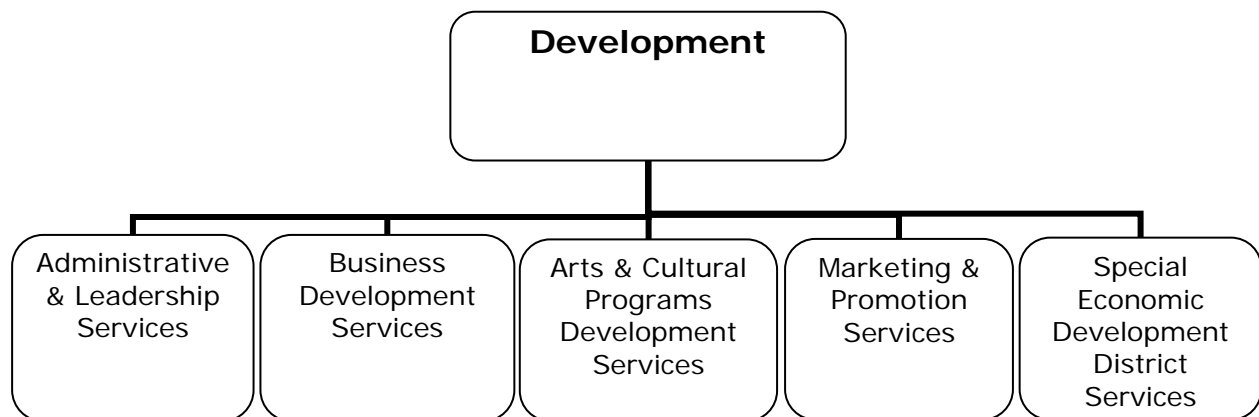 Development
Administrative
& Leadership
Services
Business
Development
Services
Arts & Cultural
Programs
Development
Services
Marketing &
Promotion
Services
Special
Economic
Development
District
Services